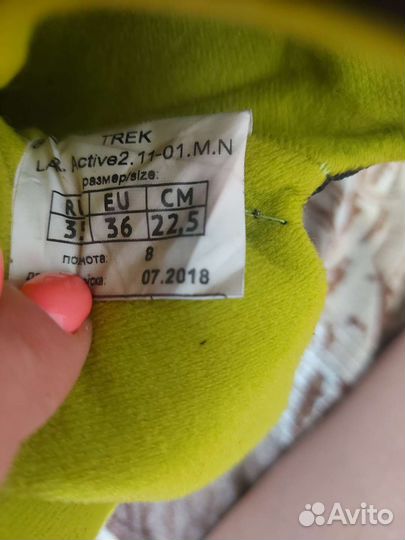 TREK
Active2.11-01.M.N
размер/size:
EU CM
36 22,5
полнота: 8
07.2018
Avito